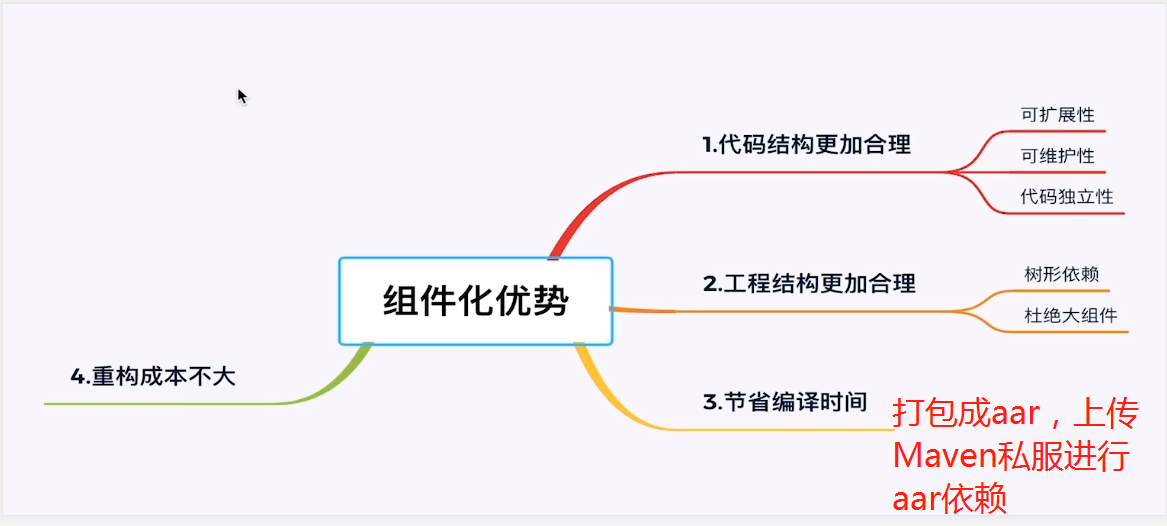 组件化优势
1.代码结构更加合理
可扩展性
可维护性
代码独立性
2.工程结构更加合理
树形依赖
杜绝大组件
3.节省编译时间
打包成aar，上传
Maven私服进行
aar依赖
4.重构成本不大